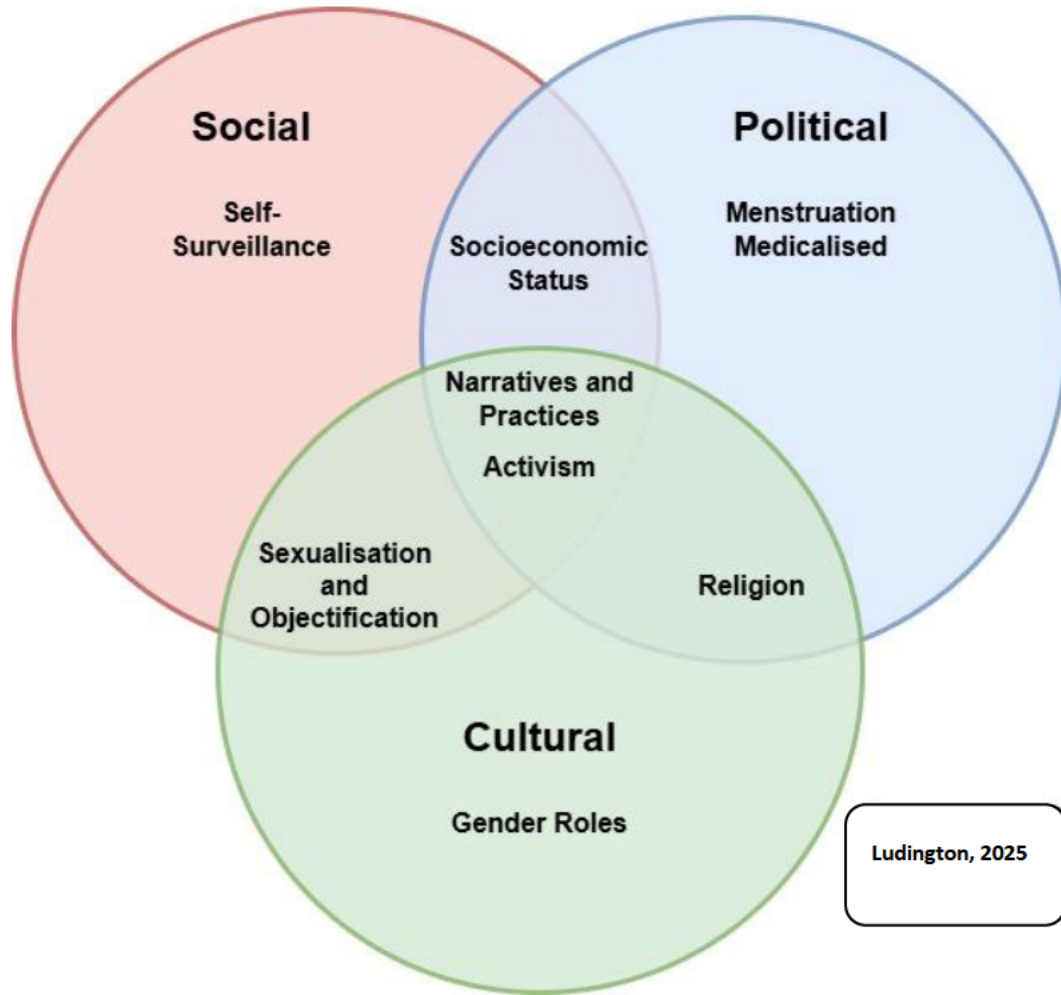 Social
Political
Self-
Surveillance
Menstruation
Medicalised
Socioeconomic
Status
Narratives and
Practices
Activism
Sexualisation
and
Objectification
Religion
Cultural
Gender Roles
Ludington, 2025